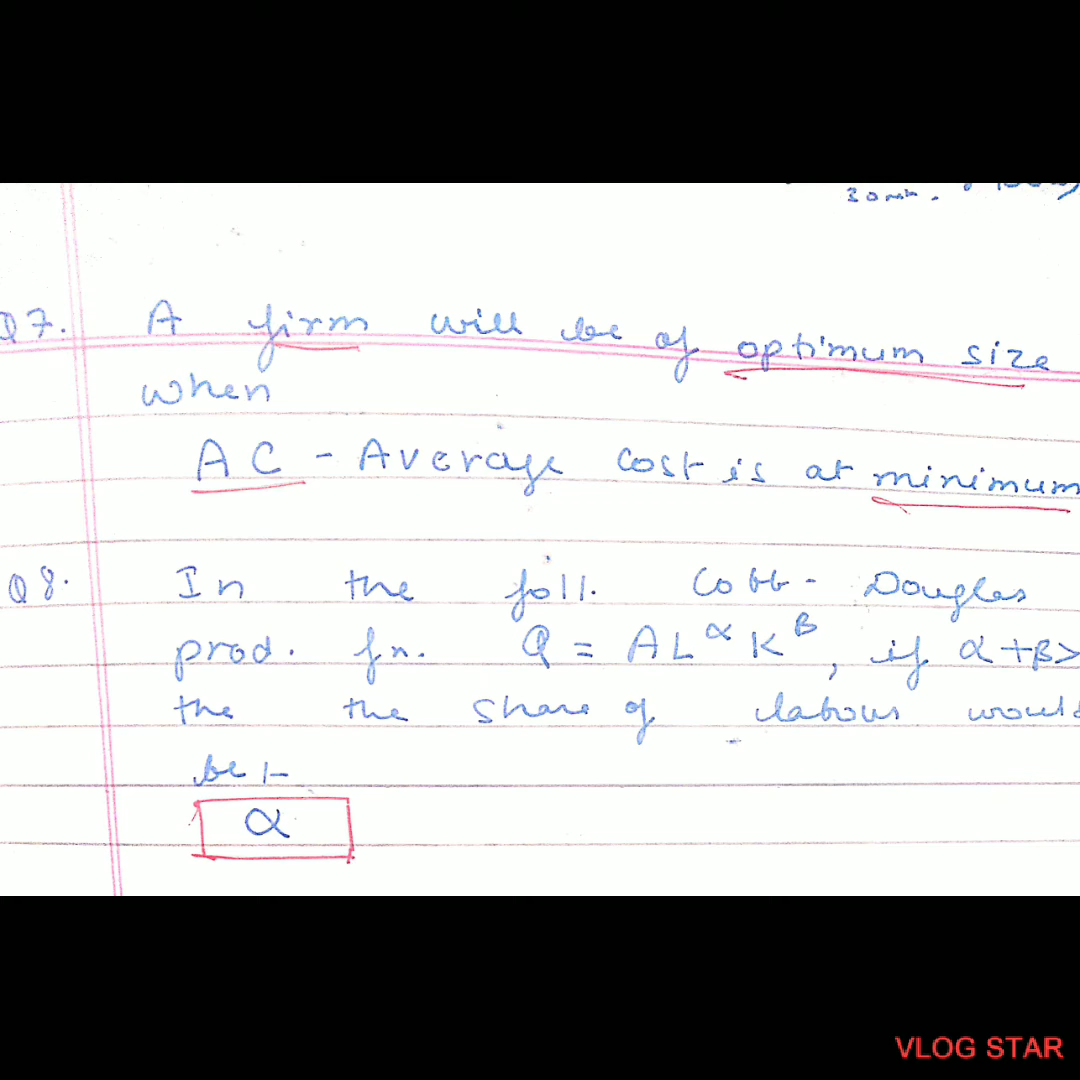 Q7. A firm will be of optimum size
when
AC - Average cost is at minimum
Q8. In the foll. Cobb-Douglas
prod. fn. Q = AL^α K^β, if α+β>
the the share of labour would
be :-
α
VLOG STAR